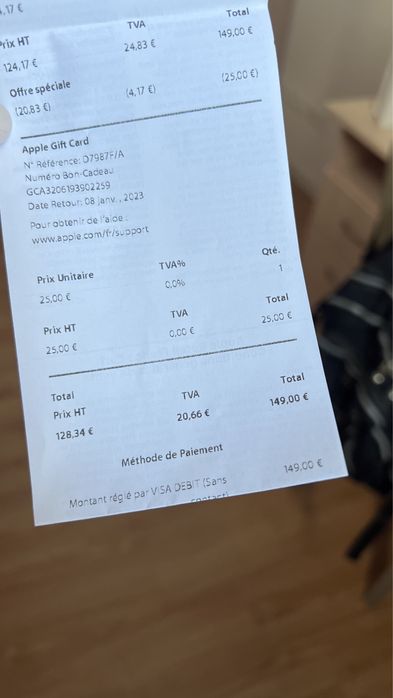 4,17 €
Prix HT TVA Total
124,17 € 24,83 € 149,00 €
Offre spéciale
(20,83 €) (4,17 €) (25,00 €)
Apple Gift Card
N° Référence: D7987F/A
Numéro Bon-Cadeau
GCA3206193902259
Date Retour: 08 janv., 2023
Pour obtenir de l'aide :
www.apple.com/fr/support
Prix Unitaire TVA% Qté.
25,00 € 0,0% 1
Prix HT TVA Total
25,00 € 0,00 € 25,00 €
Total
Prix HT TVA Total
128,34 € 20,66 € 149,00 €
Méthode de Paiement
Montant réglé par VISA DEBIT (Sans 149,00 €
contact)